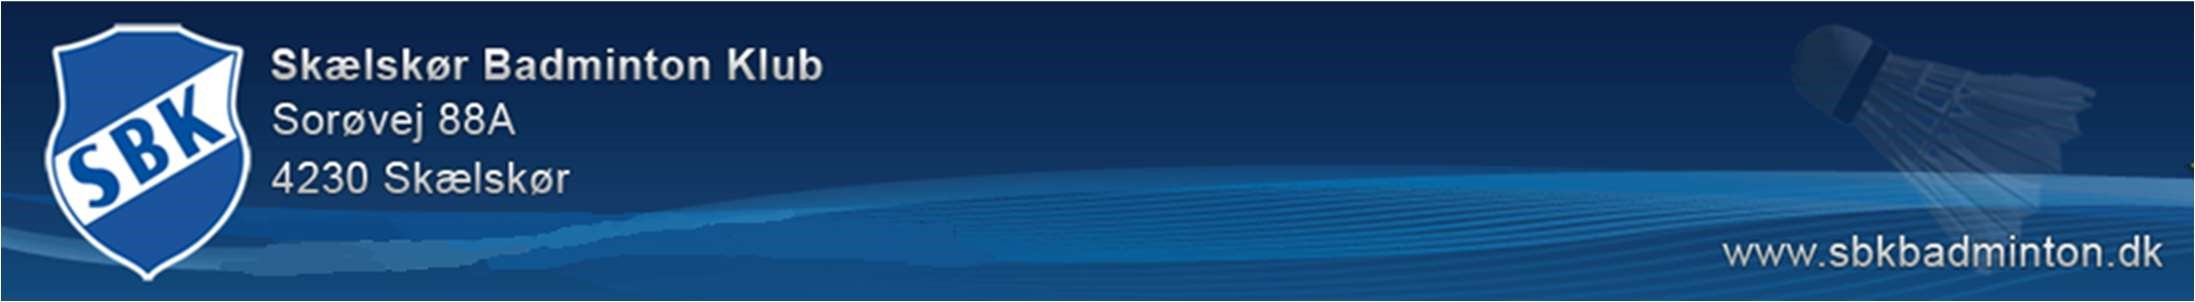 SBK
Skælskør Badminton Klub
Sorøvej 88A
4230 Skælskør
www.sbkbadminton.dk